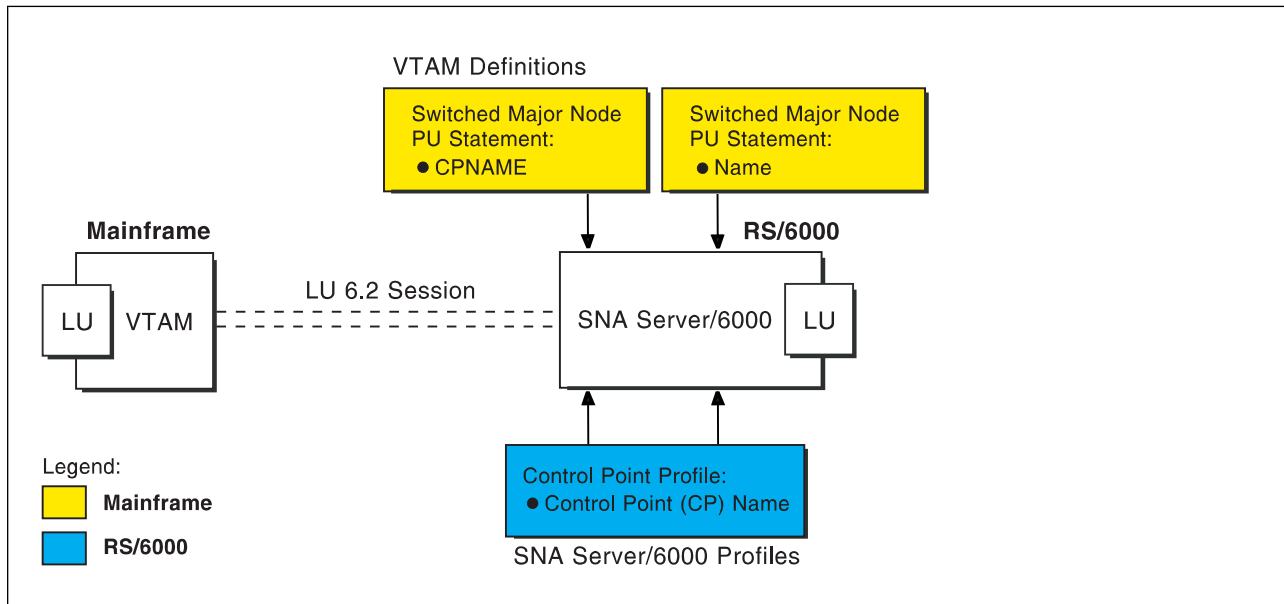 VTAM Definitions
Switched Major Node
PU Statement:
● CPNAME
Switched Major Node
PU Statement:
● Name
Mainframe
RS/6000
LU
VTAM
LU 6.2 Session
SNA Server/6000
LU
Legend:
Mainframe
RS/6000
Control Point Profile:
● Control Point (CP) Name
SNA Server/6000 Profiles